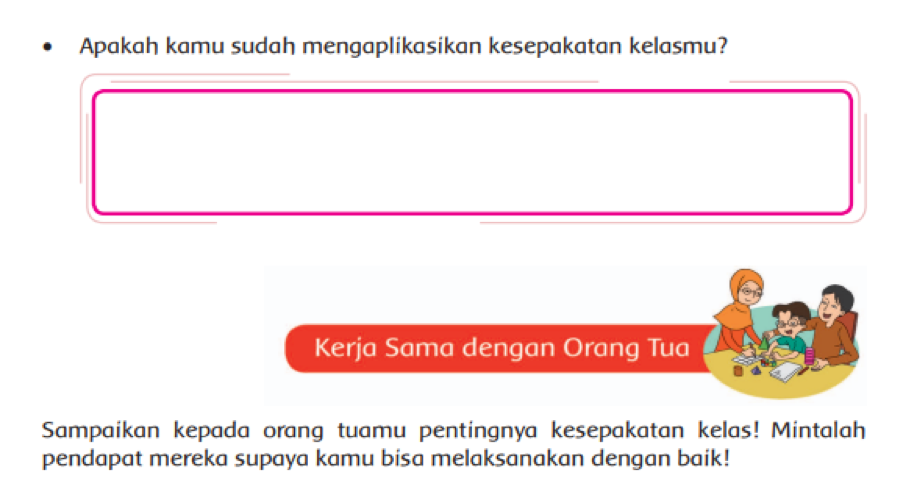 • Apakah kamu sudah mengaplikasikan kesepakatan kelasmu?
Kerja Sama dengan Orang Tua
Sampaikan kepada orang tuamu pentingnya kesepakatan kelas! Mintalah
pendapat mereka supaya kamu bisa melaksanakan dengan baik!